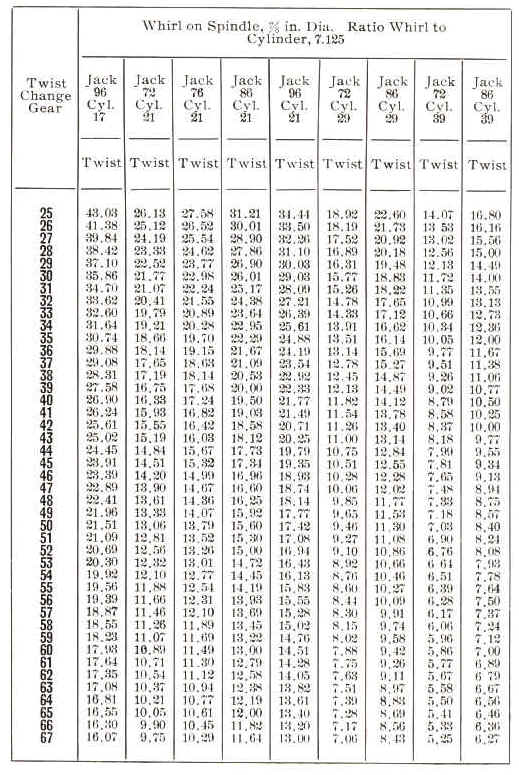 Whirl on Spindle, ⅞ in. Dia. Ratio Whirl to
Cylinder, 7.125
Twist Change Gear | Jack 96 Cyl. 17 | Jack 72 Cyl. 21 | Jack 76 Cyl. 21 | Jack 86 Cyl. 21 | Jack 96 Cyl. 21 | Jack 72 Cyl. 29 | Jack 86 Cyl. 29 | Jack 72 Cyl. 39 | Jack 86 Cyl. 39
Twist Twist Twist Twist Twist Twist Twist Twist Twist
25 43.03 26.13 27.58 31.21 34.44 18.92 22.60 14.07 16.80
26 41.38 25.12 26.52 30.01 33.50 18.19 21.73 13 53 16.16
27 39.84 24.19 25.54 28.90 32.26 17.52 20.92 13.02 15.56
28 38.42 23.33 24.62 27.86 31.10 16.89 20.18 12.56 15.00
29 37.10 22.52 23.77 26.90 30.03 16.31 19.48 12.13 14.49
30 35.86 21.77 22.98 26.01 29.03 15.77 18.83 11.72 14.00
31 34.70 21.07 22.24 25.17 28.09 15.26 18.22 11.35 13.55
32 33.62 20.41 21.55 24.38 27.21 14.78 17.65 10.99 13.13
33 32.60 19.79 20.89 23.64 26.39 14.33 17.12 10.66 12.73
34 31.64 19.21 20.28 22.95 25.61 13.91 16.62 10.34 12.36
35 30.74 18.66 19.70 22.29 24.88 13.51 16.14 10.05 12.00
36 29.88 18.14 19.15 21.67 24.19 13.14 15.69 9.77 11.67
37 29.08 17.65 18.63 21.09 23.54 12.78 15.27 9.51 11.38
38 28.31 17.19 18.14 20.53 22.92 12.45 14.87 9.26 11.06
39 27.58 16.75 17.68 20.00 22.33 12.13 14.49 9.02 10.77
40 26.90 16.33 17.24 19.50 21.77 11.82 14.12 8.79 10.50
41 26.24 15.93 16.82 19.03 21.49 11.54 13.78 8.58 10.25
42 25.61 15.55 16.42 18.58 20.71 11.26 13.40 8.37 10.00
43 25.02 15.19 16.03 18.12 20.25 11.00 13.14 8.18 9.77
44 24.45 14.84 15.67 17.73 19.79 10.75 12.84 7.99 9.55
45 23.91 14.51 15.32 17.34 19.35 10.51 12.55 7.81 9.34
46 23.39 14.20 14.99 16.96 18.93 10.28 12.28 7.65 9.13
47 22.89 13.90 14.67 16.60 18.74 10.06 12.02 7.48 8.94
48 22.41 13.61 14.36 16.25 18.14 9.85 11.77 7.33 8.75
49 21.96 13.33 14.07 15.92 17.77 9.65 11.53 7.18 8.57
50 21.51 13.06 13.79 15.60 17.42 9.46 11.30 7.03 8.40
51 21.09 12.81 13.52 15.30 17.08 9.27 11.08 6.90 8.24
52 20.69 12.56 13.26 15.00 16.94 9.10 10.86 6.76 8.08
53 20.30 12.32 13.01 14.72 16.43 8.92 10.66 6 64 7.93
54 19.92 12.10 12.77 14.45 16.13 8.76 10.46 6.51 7.78
55 19.56 11.88 12.54 14.19 15.83 8.60 10.27 6.39 7.64
56 19.39 11.66 12.31 13.93 15.55 8.44 10.09 6.28 7.50
57 18.87 11.46 12.10 13.69 15.28 8.30 9.91 6.17 7.37
58 18.55 11.26 11.89 13.45 15.02 8.15 9.74 6.06 7.24
59 18.23 11.07 11.69 13.22 14.76 8.02 9.58 5.96 7.12
60 17.93 10.89 11.49 13.00 14.51 7.88 9.42 5.86 7.00
61 17.64 10.71 11.30 12.79 14.28 7.75 9.26 5.77 6.89
62 17.35 10.54 11.12 12.58 14.05 7.63 9.11 5.67 6 79
63 17.08 10.37 10.94 12.38 13.82 7.51 8.97 5.58 6.67
64 16.81 10.21 10.77 12.19 13.61 7.39 8.83 5.50 6.56
65 16.55 10.05 10.61 12.00 13.40 7.28 8.69 5.41 6.46
66 16.30 9.90 10.45 11.82 13.20 7.17 8.56 5.33 6.36
67 16.07 9.75 10.29 11.64 13.00 7.06 8.43 5.25 6.27